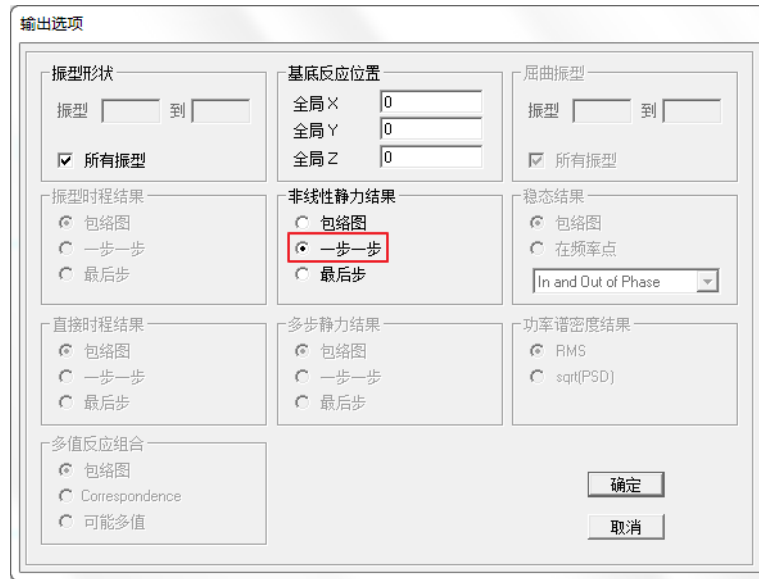 输出选项
振型形状
振型 到
所有振型
基底反应位置
全局 X 0
全局 Y 0
全局 Z 0
屈曲振型
振型 到
所有振型
振型时程结果
包络图
一步一步
最后步
非线性静力结果
包络图
一步一步
最后步
稳态结果
包络图
在频率点
In and Out of Phase
直接时程结果
包络图
一步一步
最后步
多步静力结果
包络图
一步一步
最后步
功率谱密度结果
RMS
sqrt(PSD)
多值反应组合
包络图
Correspondence
可能多值
确定
取消